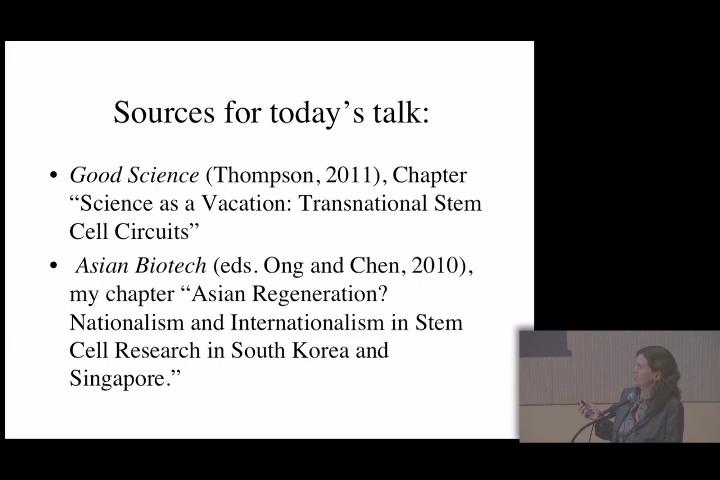 Sources for today’s talk:
• Good Science (Thompson, 2011), Chapter
“Science as a Vacation: Transnational Stem
Cell Circuits”
• Asian Biotech (eds. Ong and Chen, 2010),
my chapter “Asian Regeneration?
Nationalism and Internationalism in Stem
Cell Research in South Korea and
Singapore.”